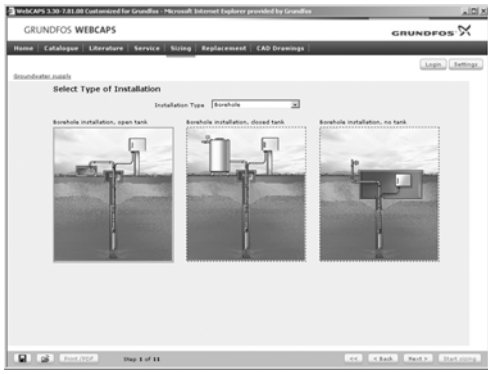 WebCAPS 3.30-7.01.08 Customized for Grundfos - Microsoft Internet Explorer provided by Grundfos
GRUNDFOS WEBCAPS
GRUNDFOS
Home Catalogue Literature Service Sizing Replacement CAD Drawings
Login Settings
Groundwater supply
Select Type of Installation
Installation Type Borehole
Borehole installation, open tank Borehole installation, closed tank Borehole installation, no tank
Print/PDF Step 1 of 11 << < Back Next > Start sizing